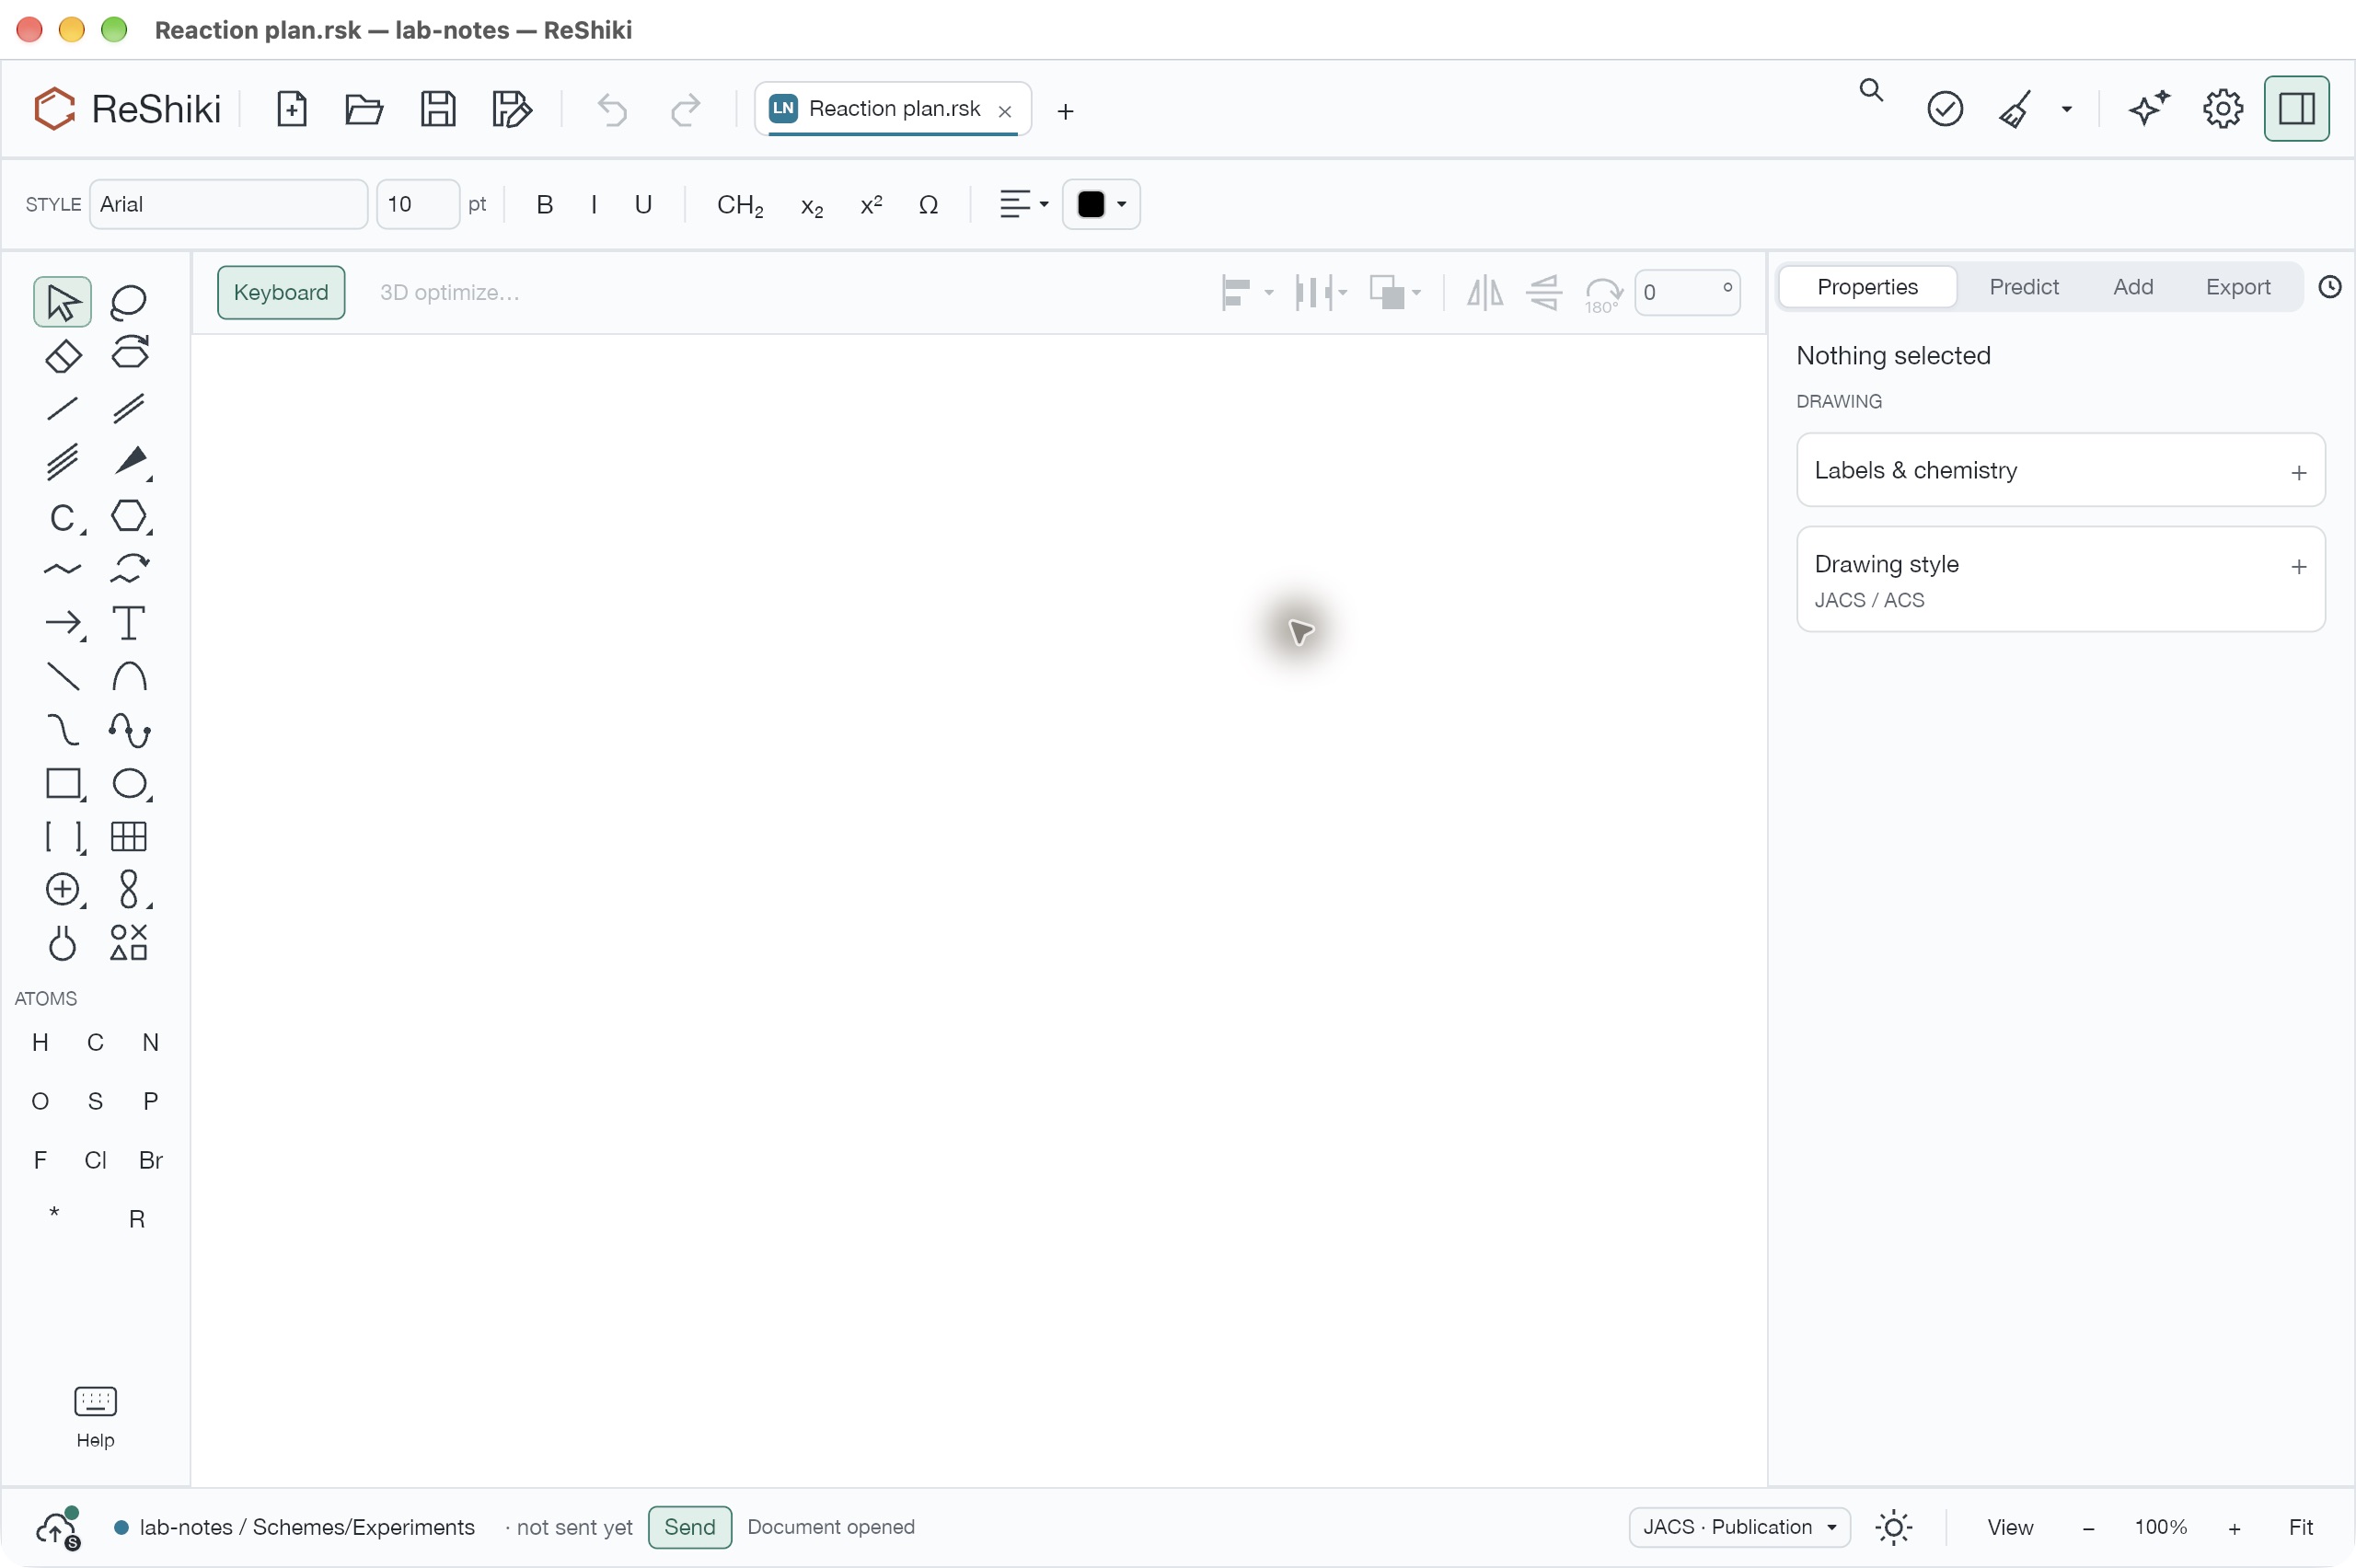 Reaction plan.rsk — lab-notes — ReShiki
ReShiki
LN Reaction plan.rsk × +
STYLE Arial 10 pt B I U CH₂ x₂ x² Ω
Keyboard 3D optimize... 180° 0 °
Properties Predict Add Export
Nothing selected
DRAWING
Labels & chemistry +
Drawing style +
JACS / ACS
C
T
ATOMS
H C N
O S P
F Cl Br
* R
Help
S lab-notes / Schemes/Experiments · not sent yet Send Document opened
JACS · Publication View – 100% + Fit